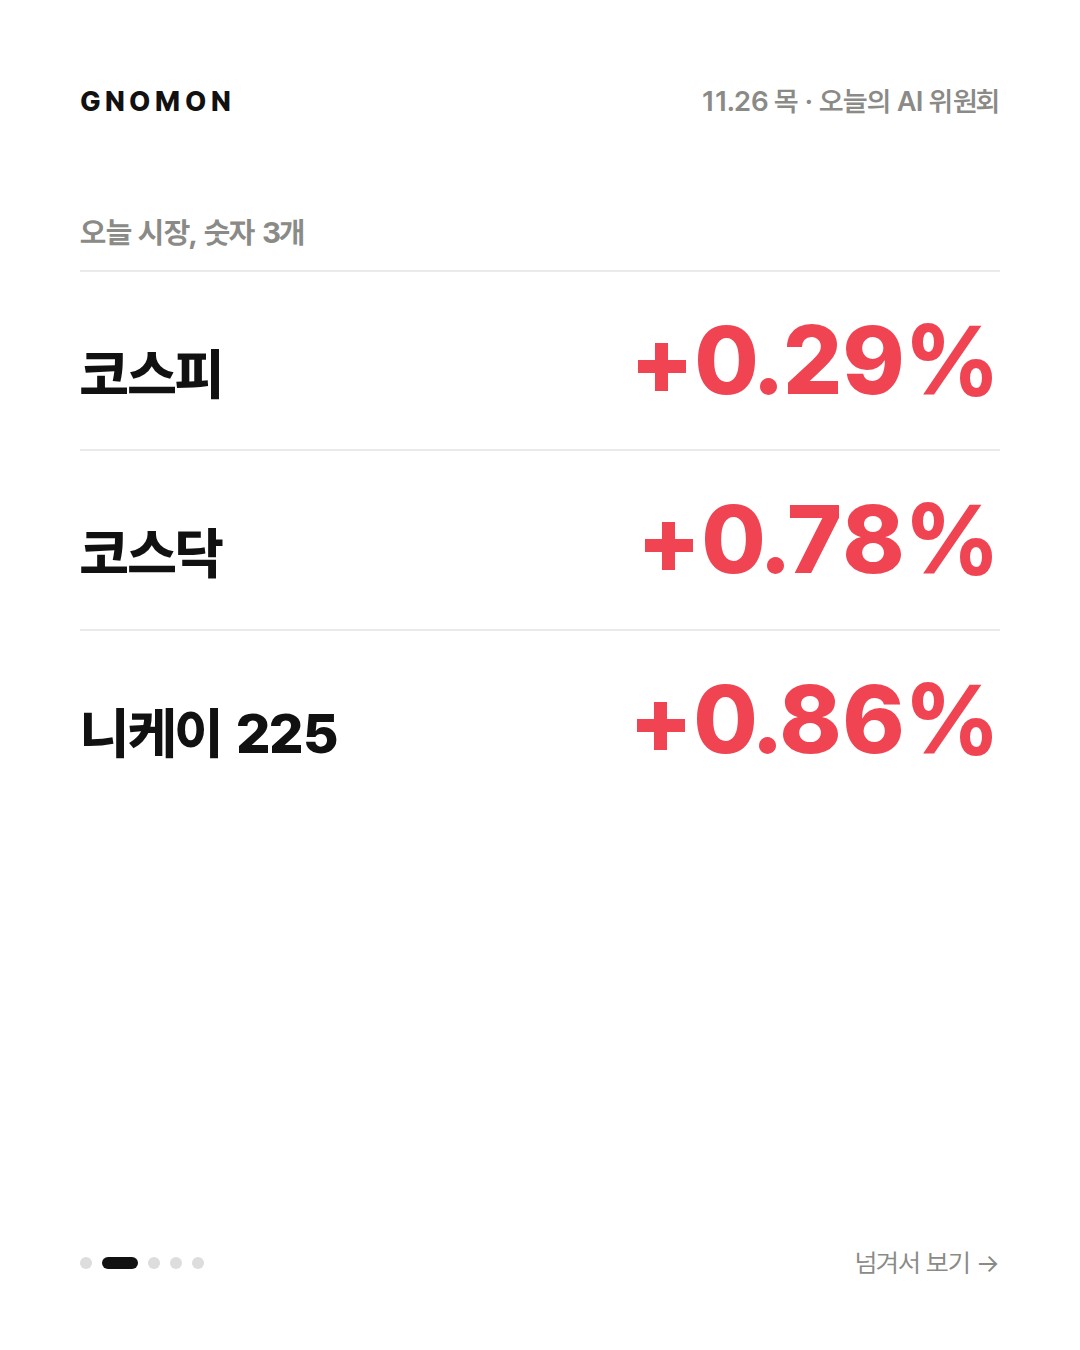 GNOMON
11.26 목 · 오늘의 AI 위원회
오늘 시장, 숫자 3개
코스피 +0.29%
코스닥 +0.78%
니케이 225 +0.86%
넘겨서 보기 →